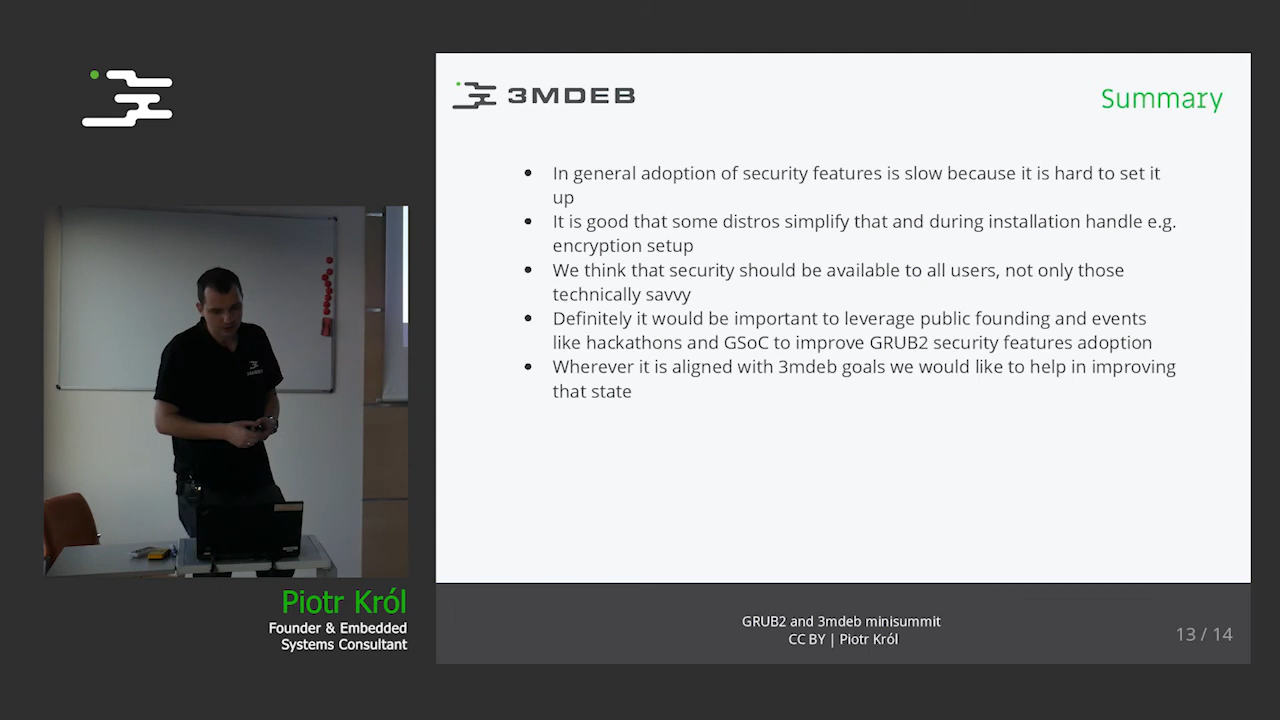 3MDEB
Summary
In general adoption of security features is slow because it is hard to set it
up
It is good that some distros simplify that and during installation handle e.g.
encryption setup
We think that security should be available to all users, not only those
technically savvy
Definitely it would be important to leverage public founding and events
like hackathons and GSoC to improve GRUB2 security features adoption
Wherever it is aligned with 3mdeb goals we would like to help in improving
that state
Piotr Król
Founder & Embedded
Systems Consultant
GRUB2 and 3mdeb minisummit
CC BY | Piotr Król
13 / 14